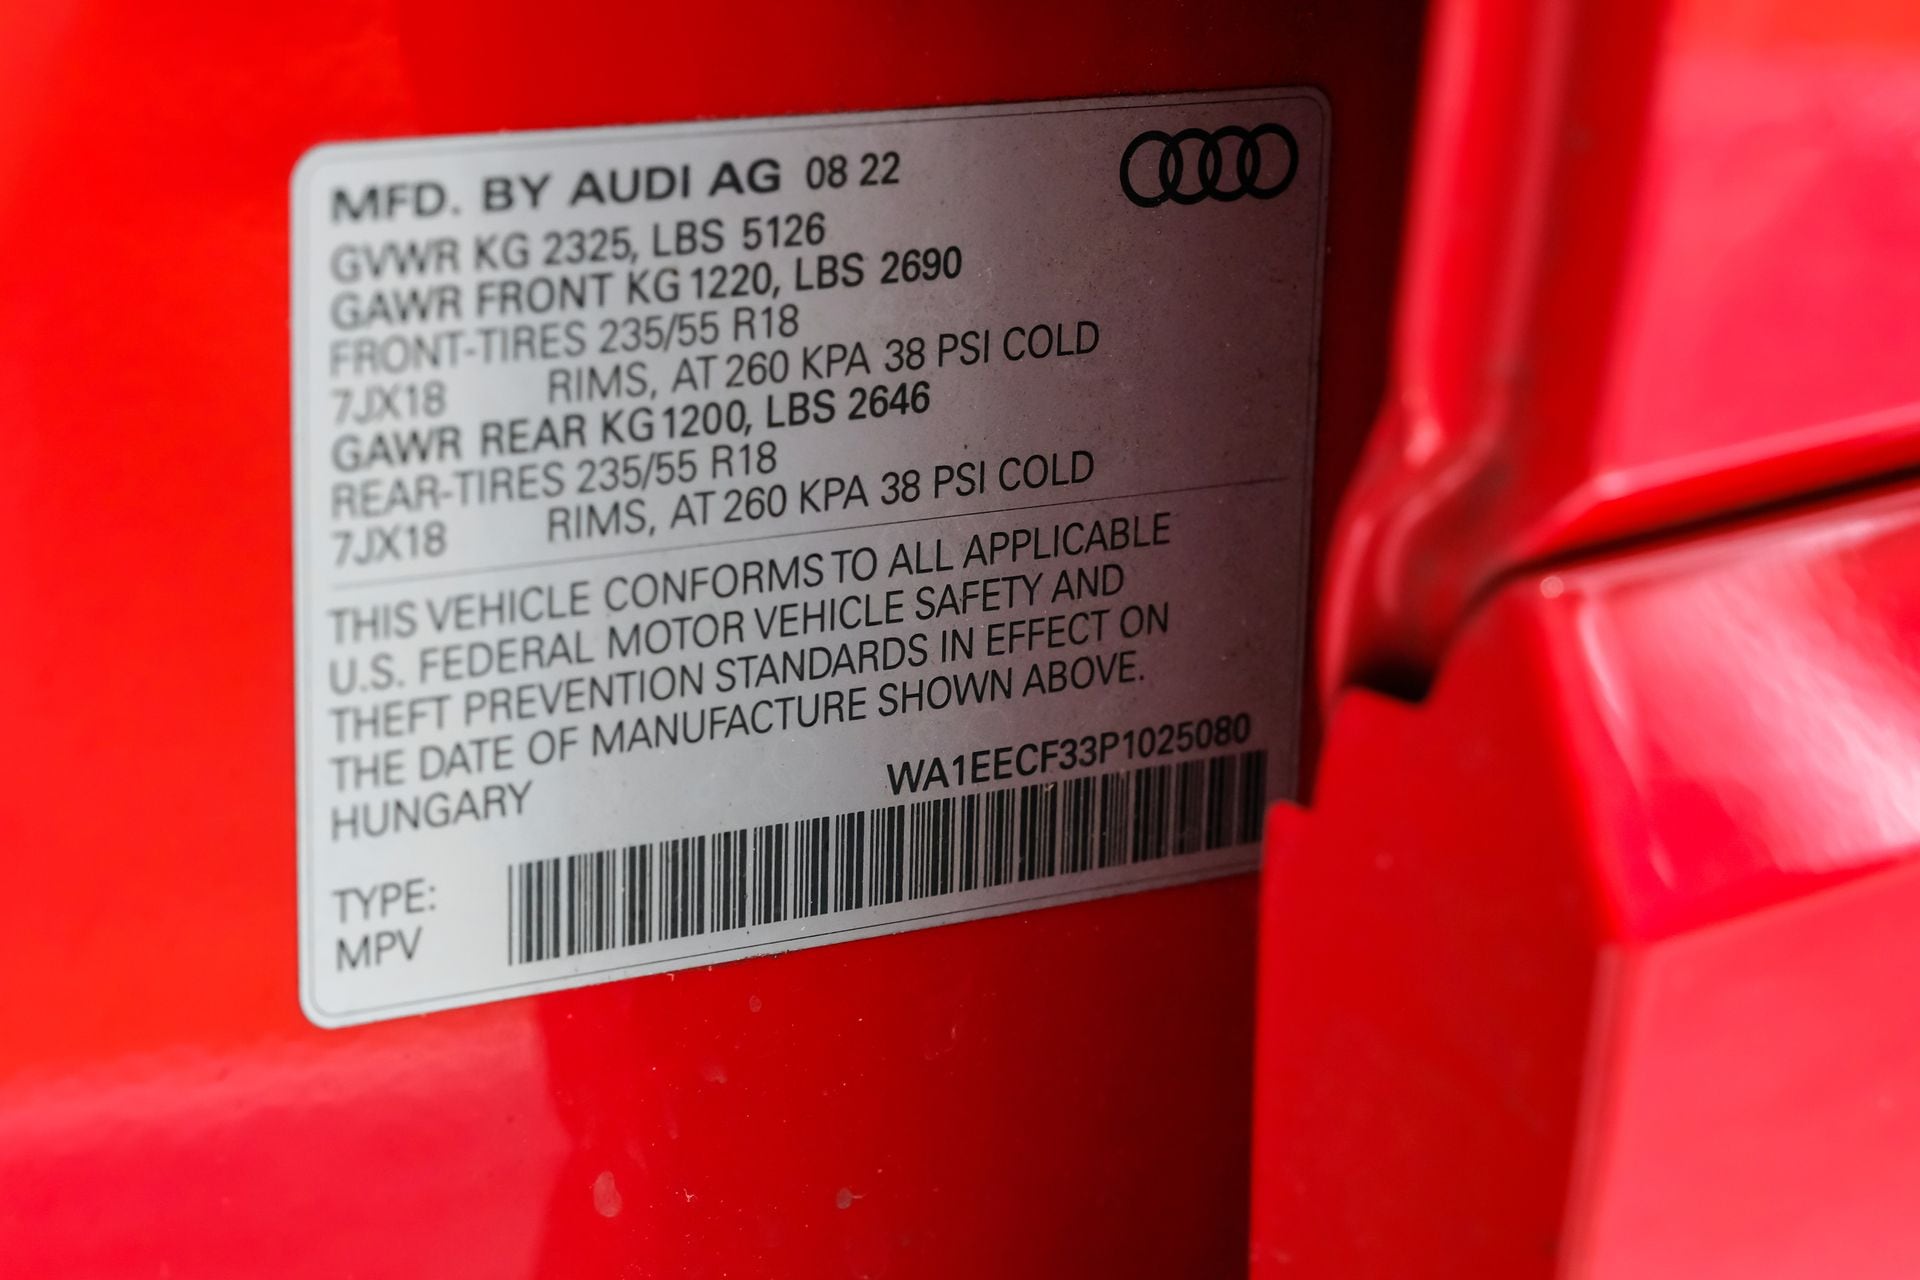 MFD. BY AUDI AG 08 22
GVWR KG 2325, LBS 5126
GAWR FRONT KG 1220, LBS 2690
FRONT-TIRES 235/55 R18
7JX18 RIMS, AT 260 KPA 38 PSI COLD
GAWR REAR KG 1200, LBS 2646
REAR-TIRES 235/55 R18
7JX18 RIMS, AT 260 KPA 38 PSI COLD
THIS VEHICLE CONFORMS TO ALL APPLICABLE
U.S. FEDERAL MOTOR VEHICLE SAFETY AND
THEFT PREVENTION STANDARDS IN EFFECT ON
THE DATE OF MANUFACTURE SHOWN ABOVE.
HUNGARY WA1EECF33P1025080
TYPE:
MPV